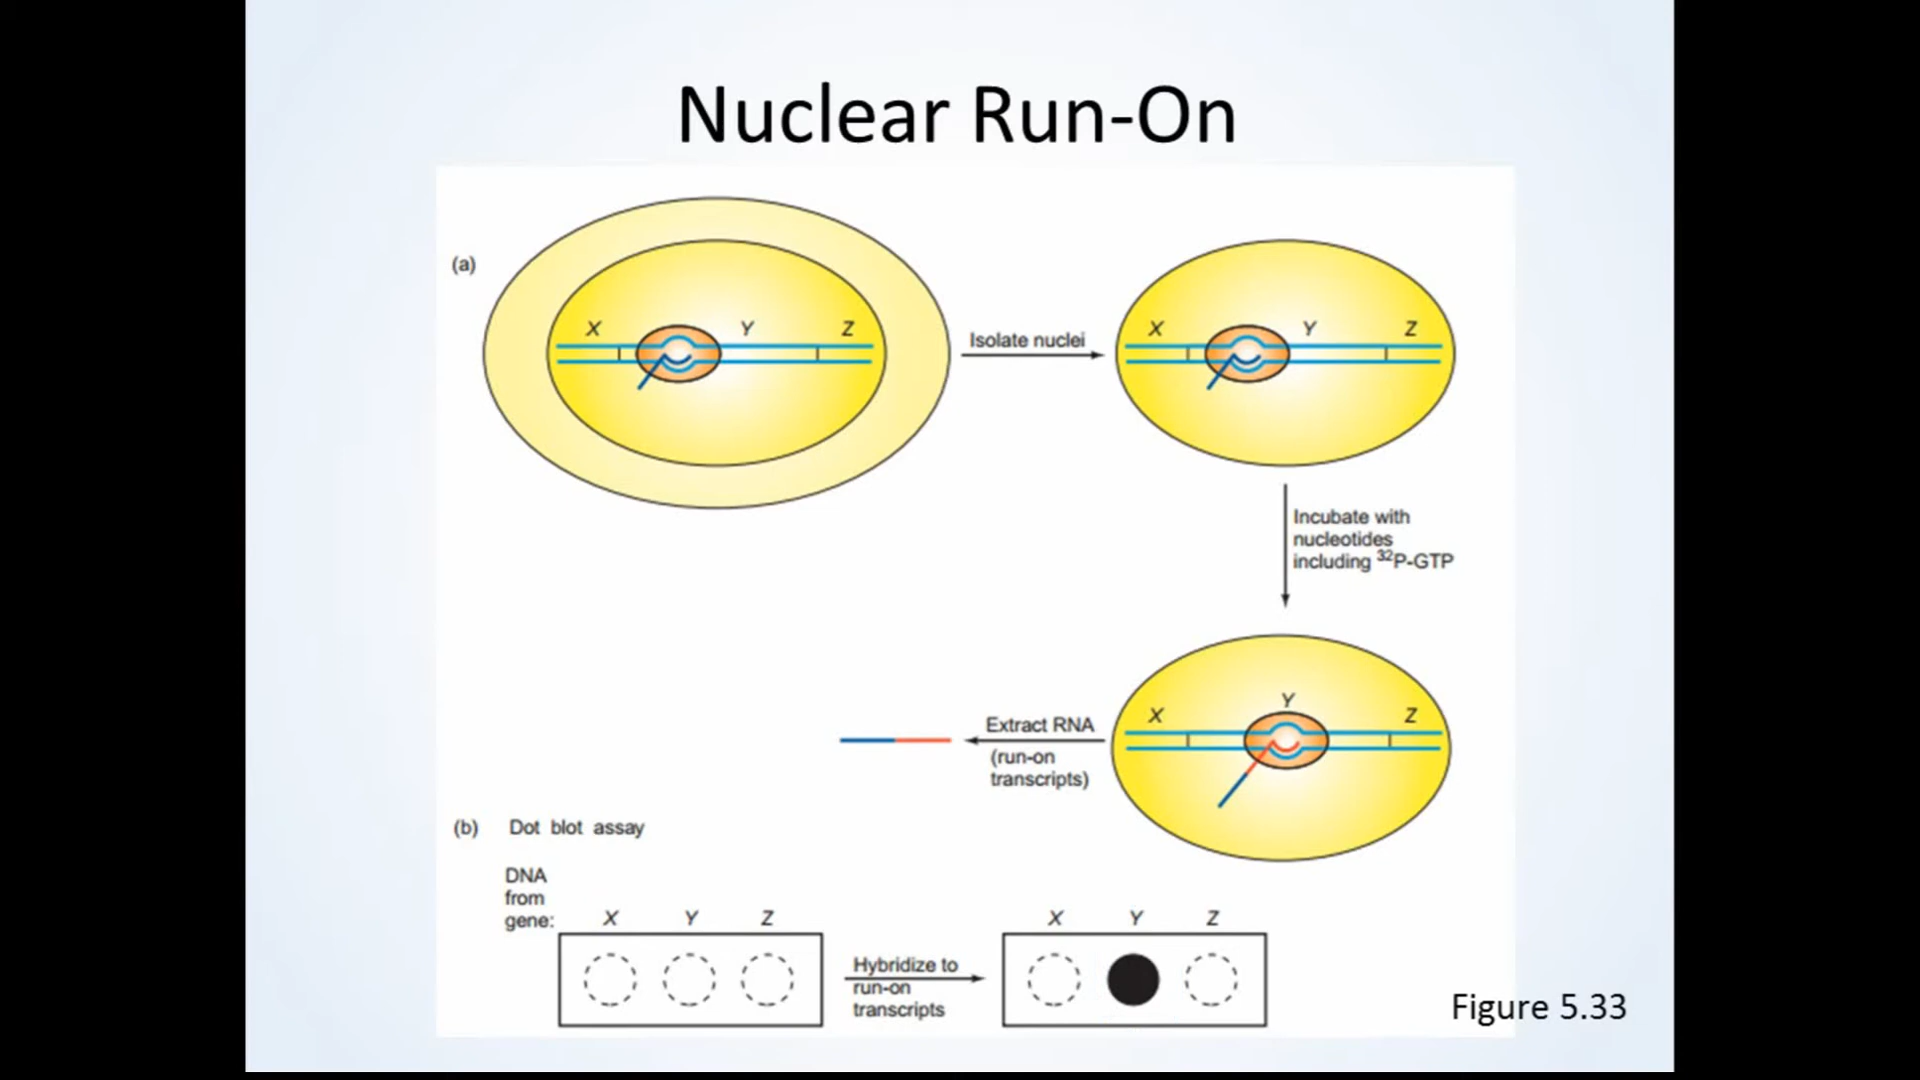 Nuclear Run-On
(a)
X Y Z
Isolate nuclei
X Y Z
Incubate with
nucleotides
including ³²P-GTP
X Y Z
Extract RNA
(run-on
transcripts)
(b) Dot blot assay
DNA
from
gene: X Y Z
Hybridize to
run-on
transcripts
X Y Z
Figure 5.33